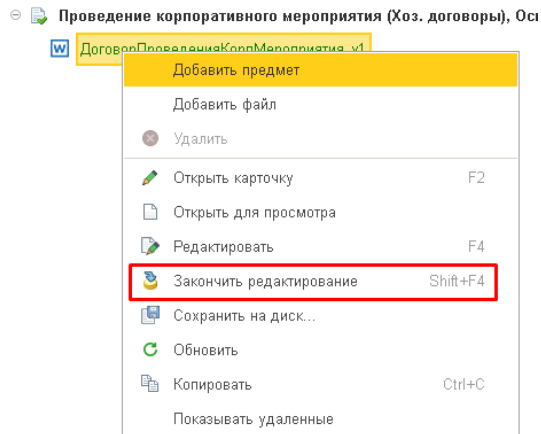 Проведение корпоративного мероприятия (Хоз. договоры), Ос
ДоговорПроведенияКорпМероприятия_v1
Добавить предмет
Добавить файл
Удалить
Открыть карточку F2
Открыть для просмотра
Редактировать F4
Закончить редактирование Shift+F4
Сохранить на диск...
Обновить
Копировать Ctrl+C
Показывать удаленные